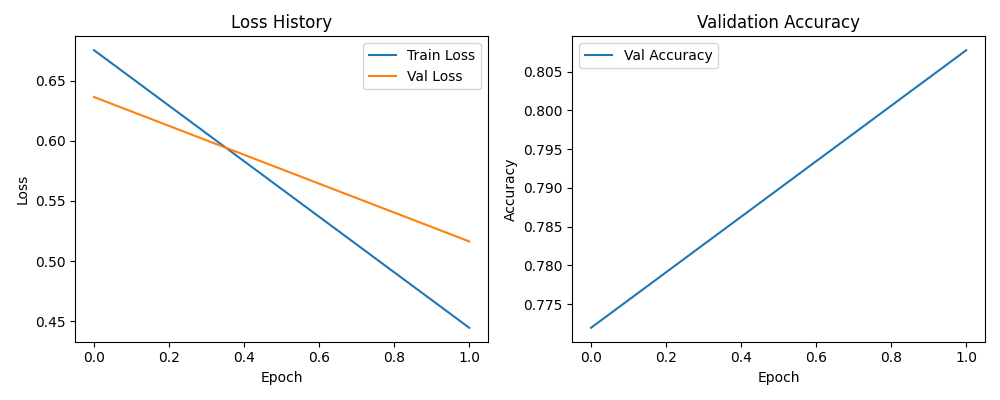 Loss History
Train Loss
Val Loss
0.65
0.60
0.55
0.50
0.45
Loss
0.0 0.2 0.4 0.6 0.8 1.0
Epoch
Validation Accuracy
Val Accuracy
0.805
0.800
0.795
0.790
0.785
0.780
0.775
Accuracy
0.0 0.2 0.4 0.6 0.8 1.0
Epoch